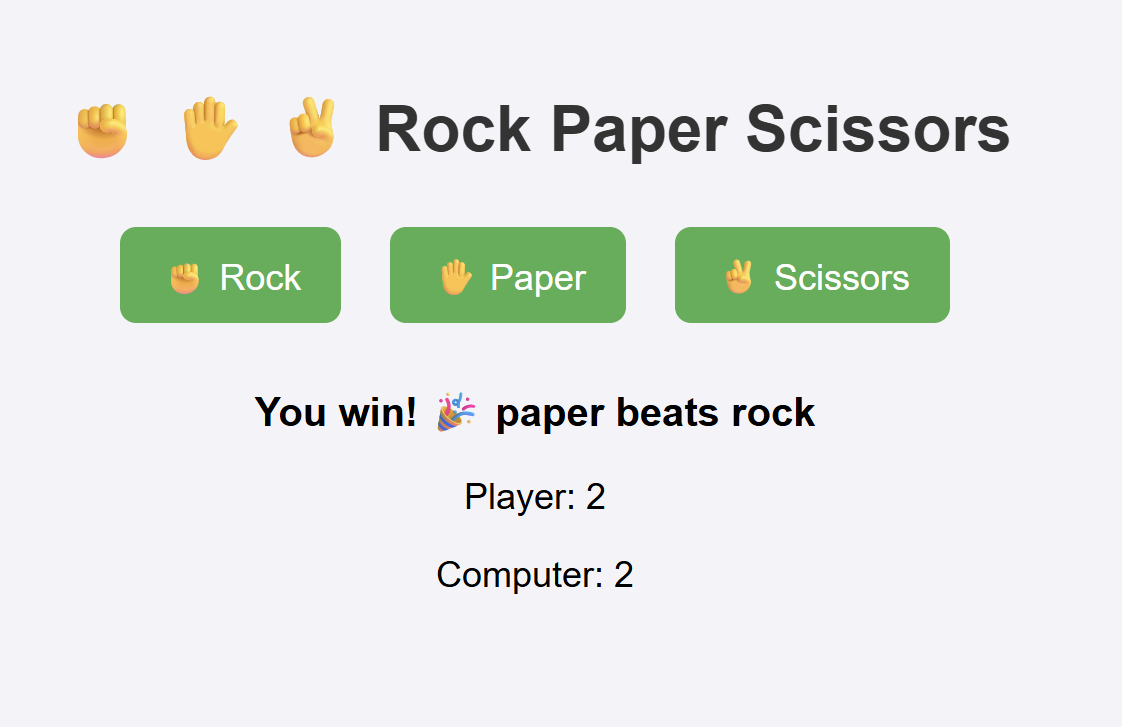 ✊ ✋ ✌ Rock Paper Scissors
✊ Rock ✋ Paper ✌ Scissors
You win! 🎉 paper beats rock
Player: 2
Computer: 2